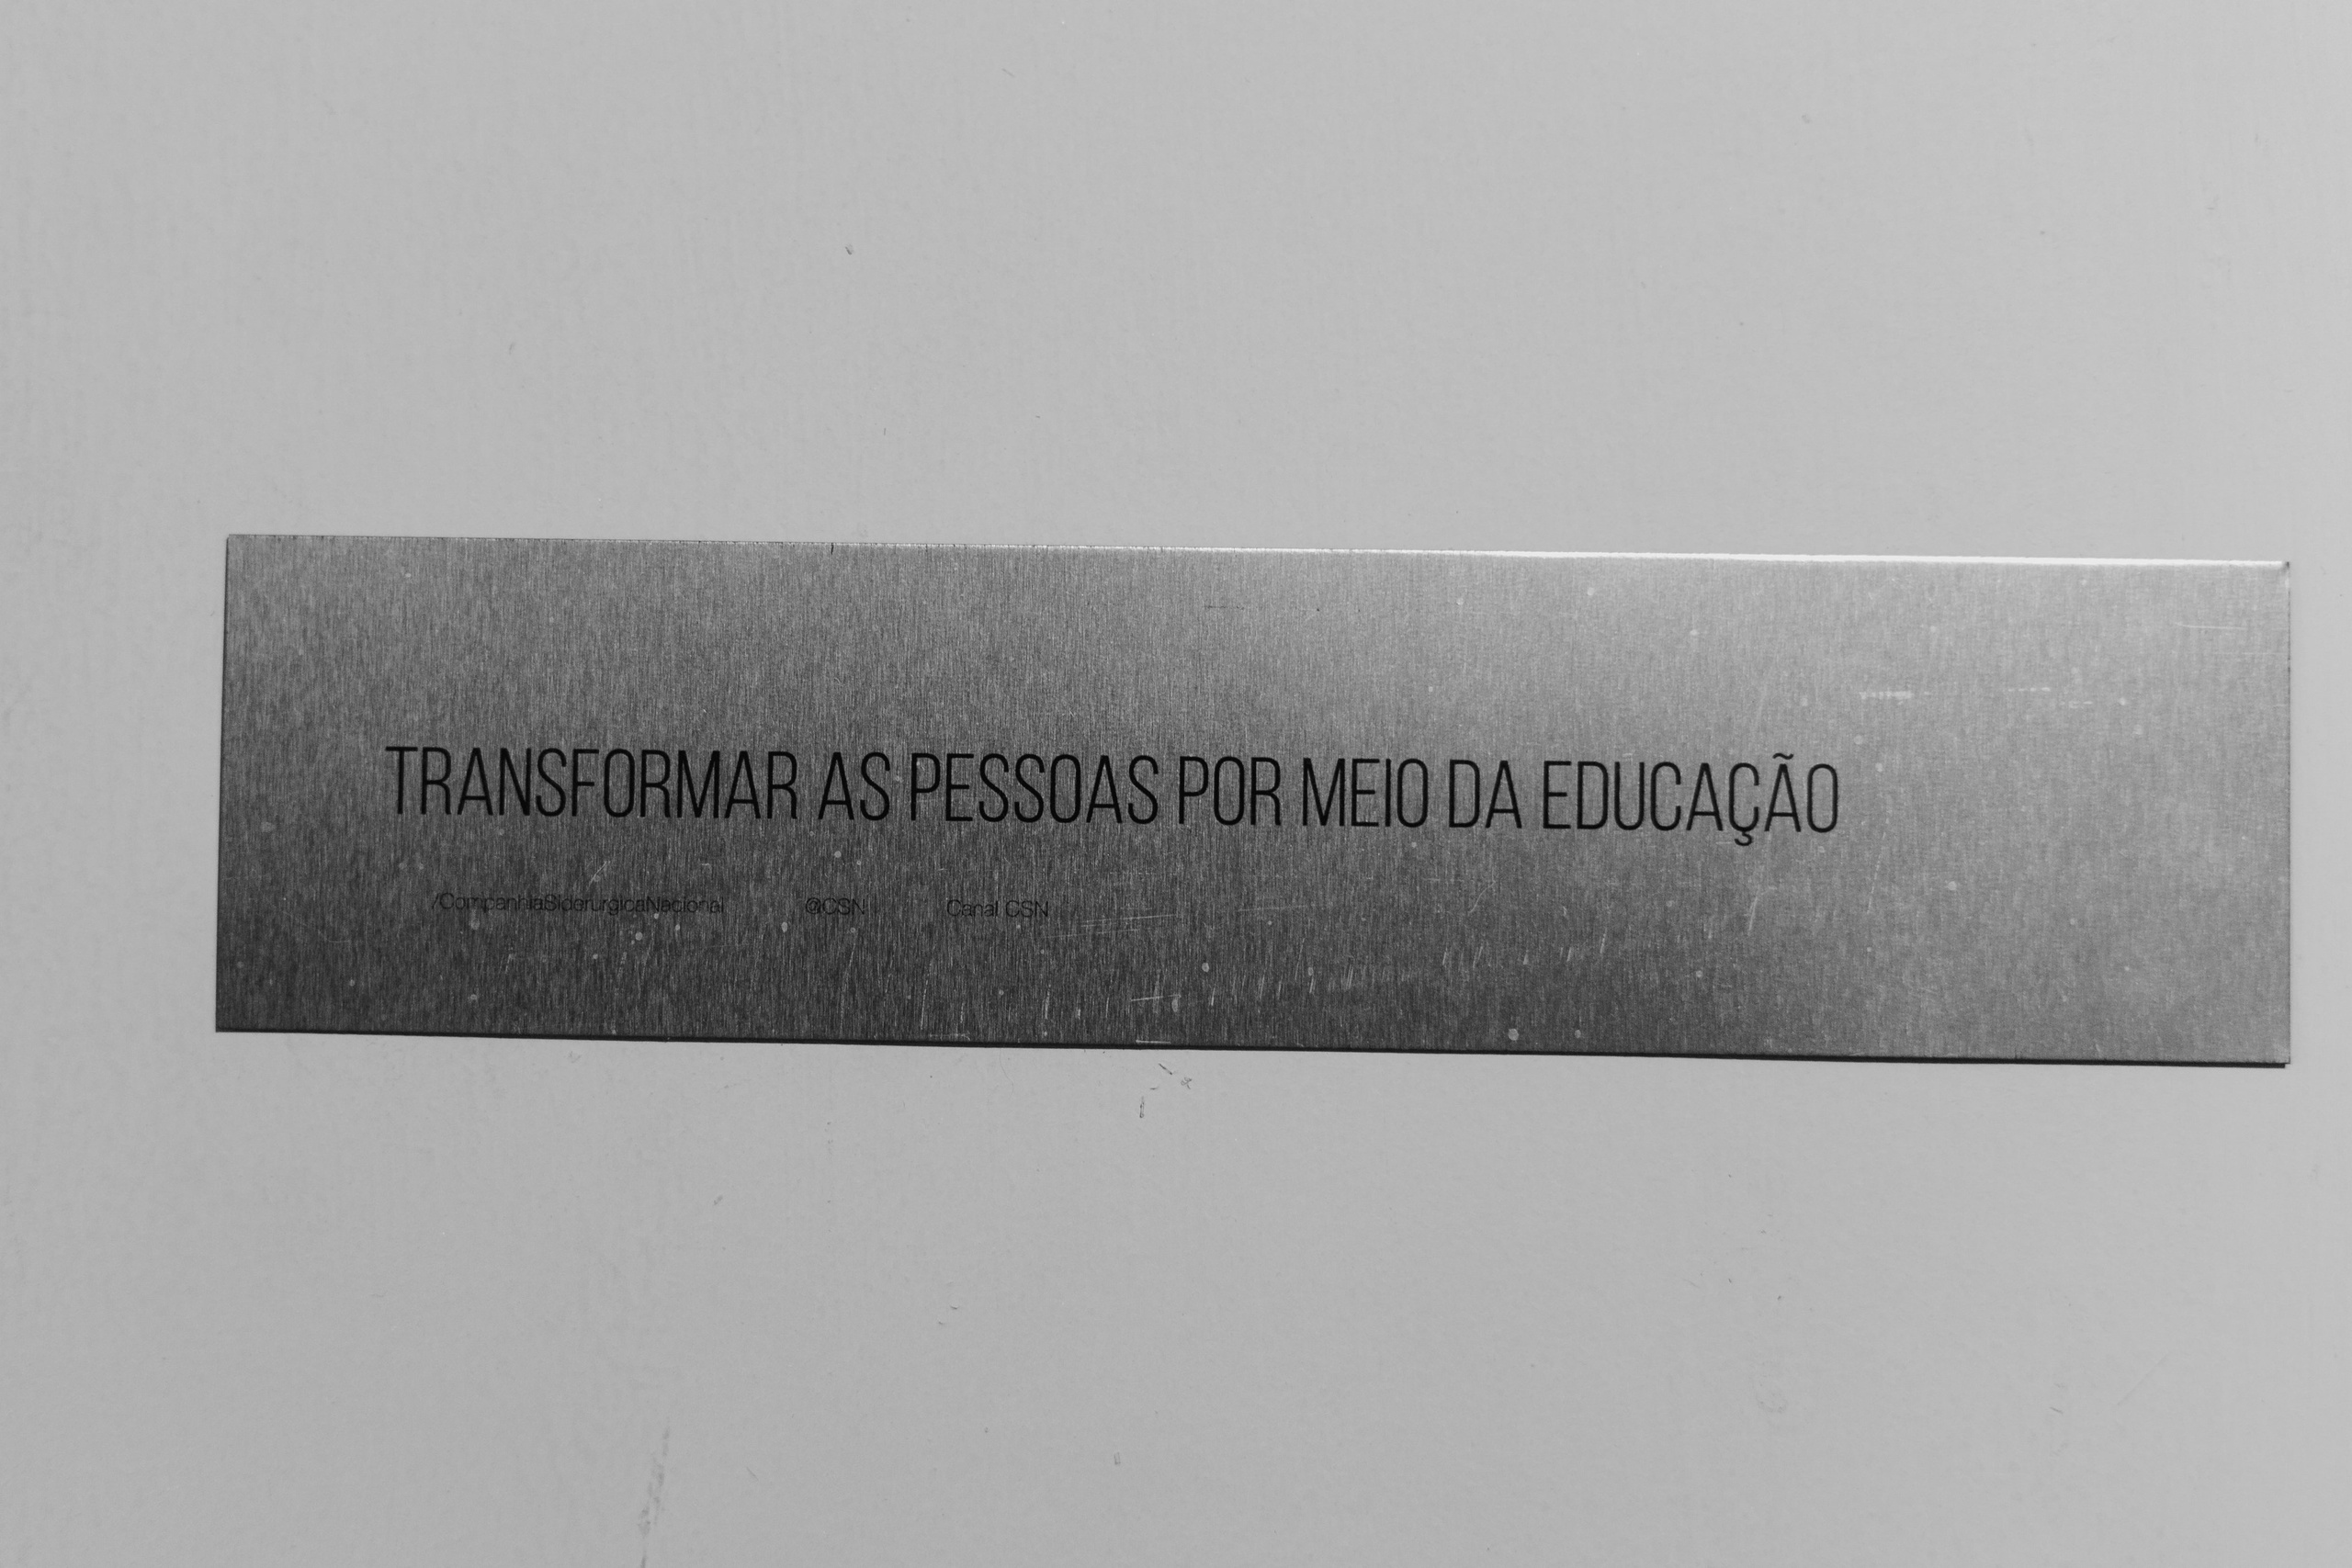 TRANSFORMAR AS PESSOAS POR MEIO DA EDUCAÇÃO
/CompanhiaSiderurgicaNacional @CSN Canal CSN